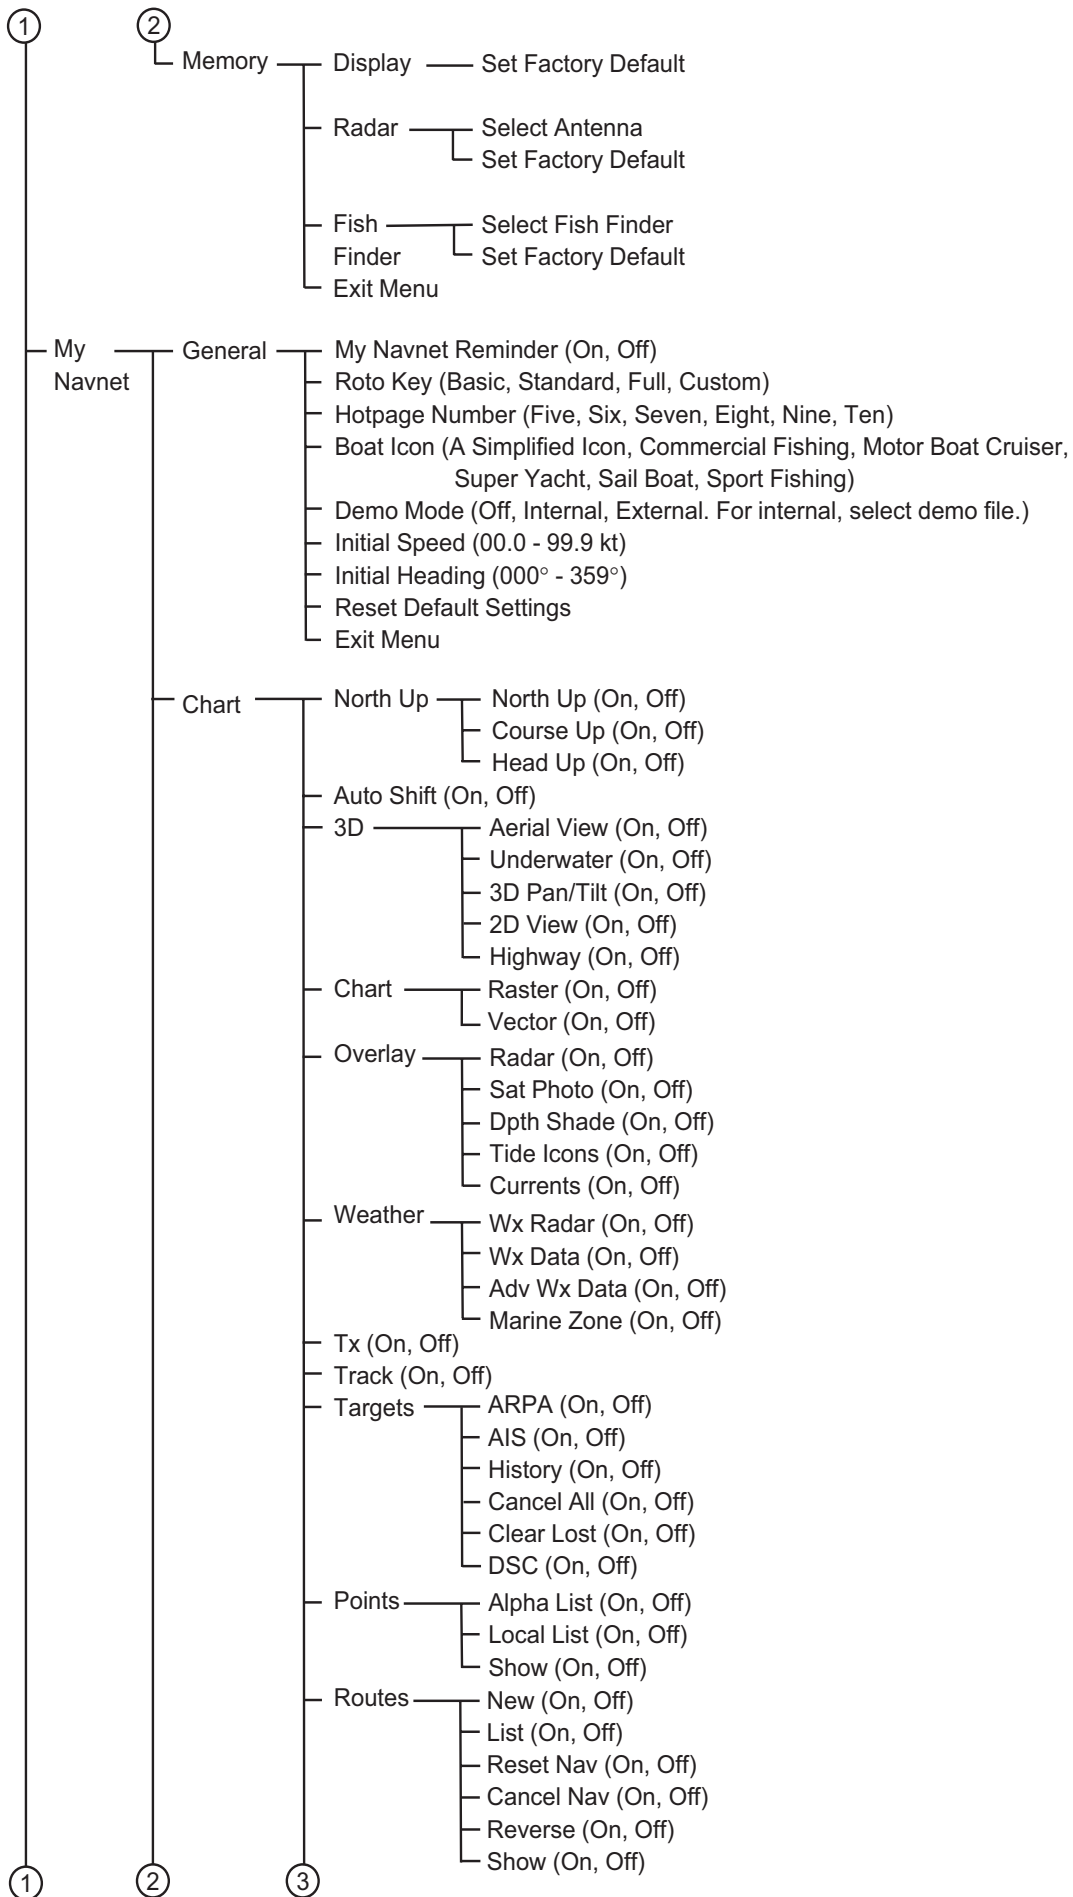 1 2
Memory Display Set Factory Default
Radar Select Antenna
Set Factory Default
Fish Select Fish Finder
Finder Set Factory Default
Exit Menu
My General My Navnet Reminder (On, Off)
Navnet Roto Key (Basic, Standard, Full, Custom)
Hotpage Number (Five, Six, Seven, Eight, Nine, Ten)
Boat Icon (A Simplified Icon, Commercial Fishing, Motor Boat Cruiser,
Super Yacht, Sail Boat, Sport Fishing)
Demo Mode (Off, Internal, External. For internal, select demo file.)
Initial Speed (00.0 - 99.9 kt)
Initial Heading (000° - 359°)
Reset Default Settings
Exit Menu
Chart North Up North Up (On, Off)
Course Up (On, Off)
Head Up (On, Off)
Auto Shift (On, Off)
3D Aerial View (On, Off)
Underwater (On, Off)
3D Pan/Tilt (On, Off)
2D View (On, Off)
Highway (On, Off)
Chart Raster (On, Off)
Vector (On, Off)
Overlay Radar (On, Off)
Sat Photo (On, Off)
Dpth Shade (On, Off)
Tide Icons (On, Off)
Currents (On, Off)
Weather Wx Radar (On, Off)
Wx Data (On, Off)
Adv Wx Data (On, Off)
Marine Zone (On, Off)
Tx (On, Off)
Track (On, Off)
Targets ARPA (On, Off)
AIS (On, Off)
History (On, Off)
Cancel All (On, Off)
Clear Lost (On, Off)
DSC (On, Off)
Points Alpha List (On, Off)
Local List (On, Off)
Show (On, Off)
Routes New (On, Off)
List (On, Off)
Reset Nav (On, Off)
Cancel Nav (On, Off)
Reverse (On, Off)
Show (On, Off)
1 2 3